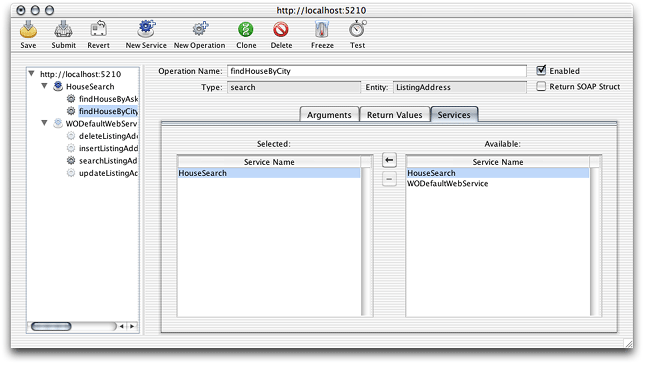 http://localhost:5210
Save Submit Revert New Service New Operation Clone Delete Freeze Test
http://localhost:5210
HouseSearch
findHouseByAsk
findHouseByCity
WODefaultWebServ
deleteListingAdd
insertListingAdd
searchListingAd
updateListingAd
Operation Name: findHouseByCity Enabled
Type: search Entity: ListingAddress Return SOAP Struct
Arguments Return Values Services
Selected: Available:
Service Name Service Name
HouseSearch HouseSearch
WODefaultWebService